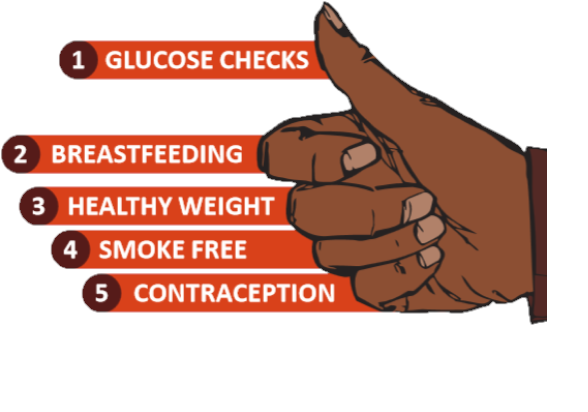 1 GLUCOSE CHECKS
2 BREASTFEEDING
3 HEALTHY WEIGHT
4 SMOKE FREE
5 CONTRACEPTION